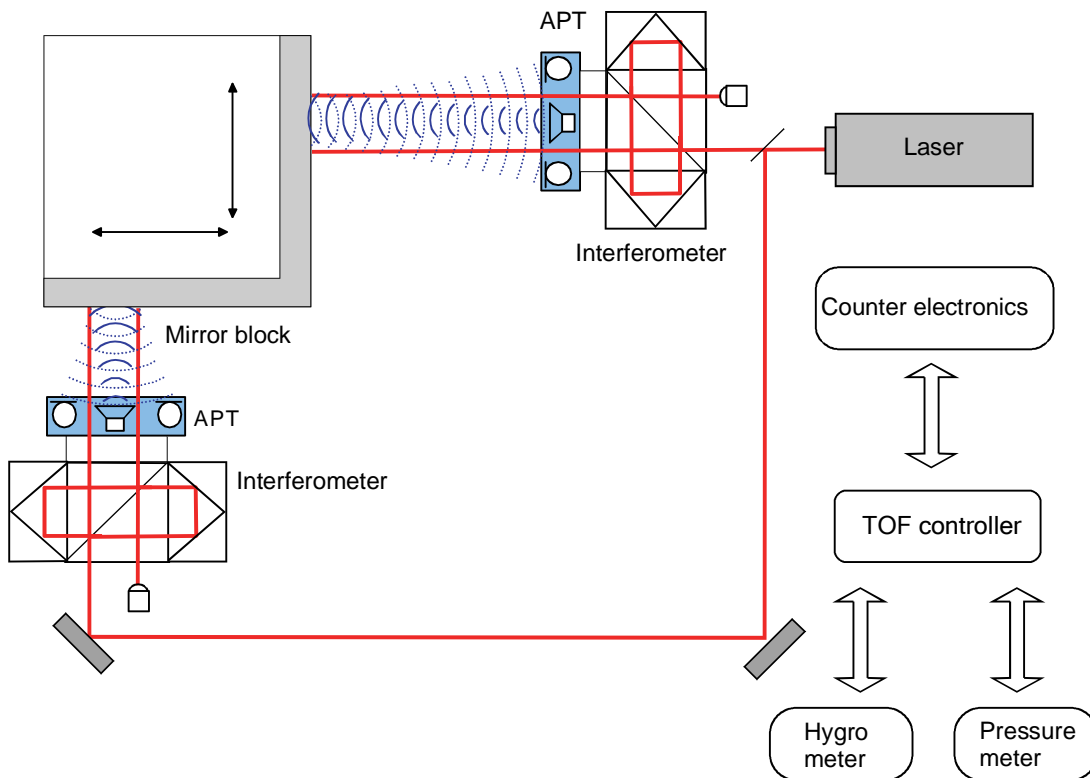 APT
Laser
Interferometer
Mirror block
Counter electronics
APT
Interferometer
TOF controller
Hygro
meter
Pressure
meter